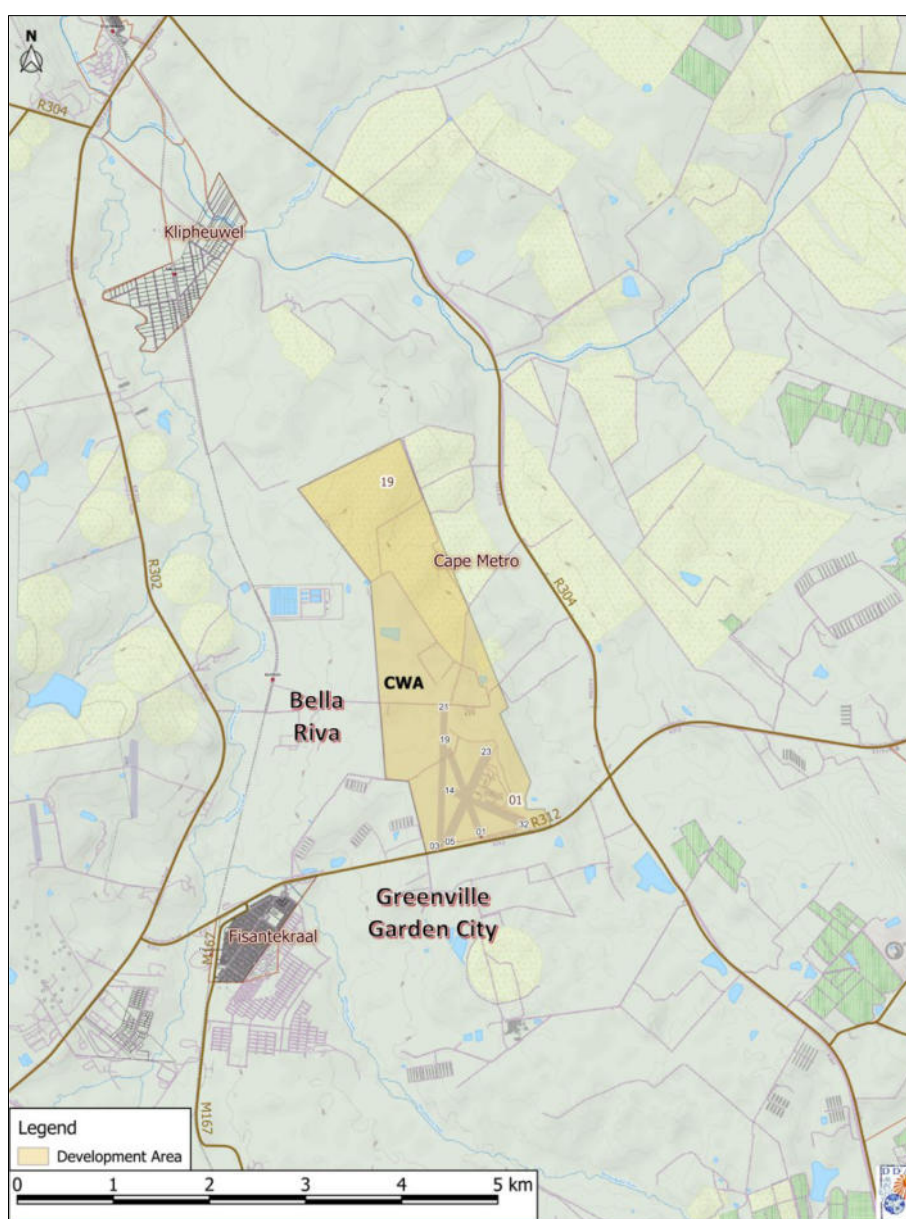 N
R304
Klipheuwel
19
Cape Metro
R302
R304
CWA
Bella
Riva
21
19
23
14
01
32
R312
01
03
05
Greenville
Garden City
Fisantekraal
M167
M167
Legend
Development Area
0 1 2 3 4 5 km